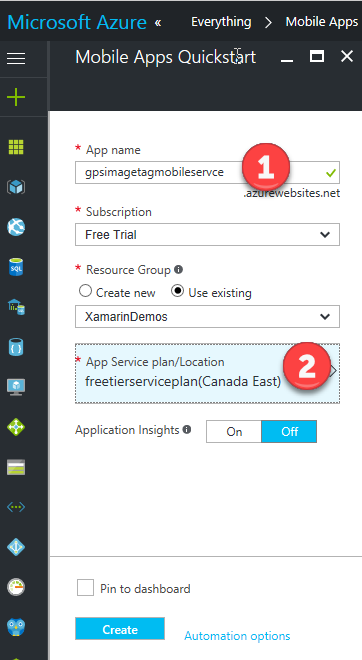 Microsoft Azure « Everything > Mobile Apps
Mobile Apps Quickstart
* App name
gpsimagetagmobileservce
1
.azurewebsites.net
* Subscription
Free Trial
* Resource Group
Create new Use existing
XamarinDemos
* App Service plan/Location
freetierserviceplan(Canada East)
2
Application Insights On Off
Pin to dashboard
Create Automation options